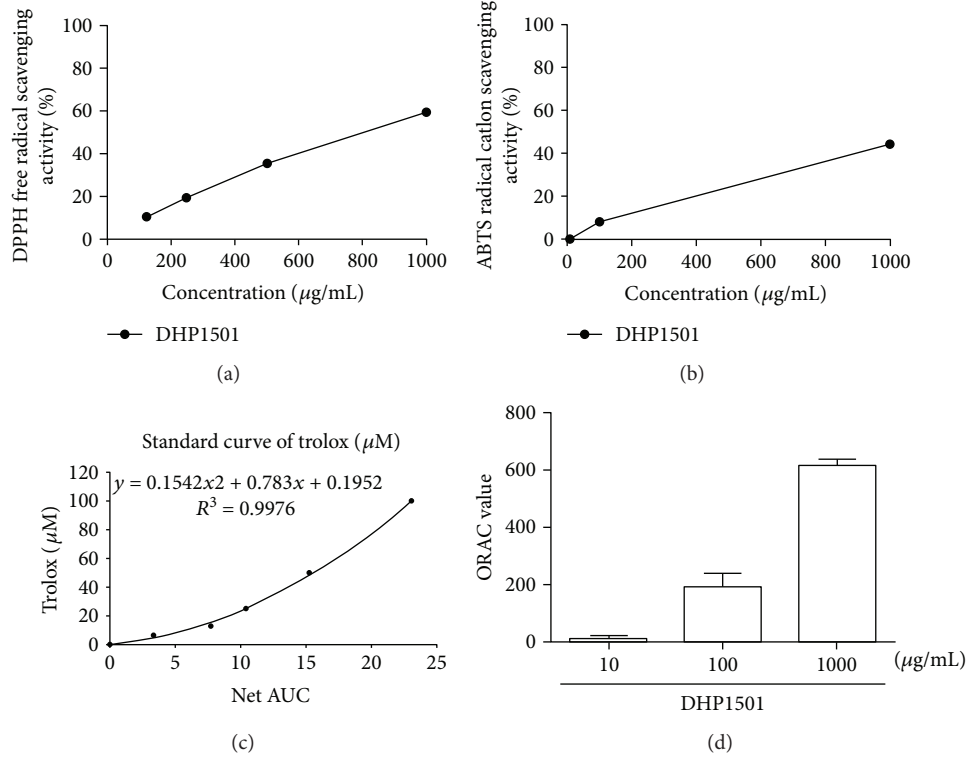 DPPH free radical scavenging
activity (%)
100
80
60
40
20
0
0 200 400 600 800 1000
Concentration (μg/mL)
DHP1501
(a)
ABTS radical catlon scavenging
activity (%)
100
80
60
40
20
0
0 200 400 600 800 1000
Concentration (μg/mL)
DHP1501
(b)
Standard curve of trolox (μM)
y = 0.1542x2 + 0.783x + 0.1952
R³ = 0.9976
Trolox (μM)
120
100
80
60
40
20
0
0 5 10 15 20 25
Net AUC
(c)
ORAC value
800
600
400
200
0
10 100 1000 (μg/mL)
DHP1501
(d)